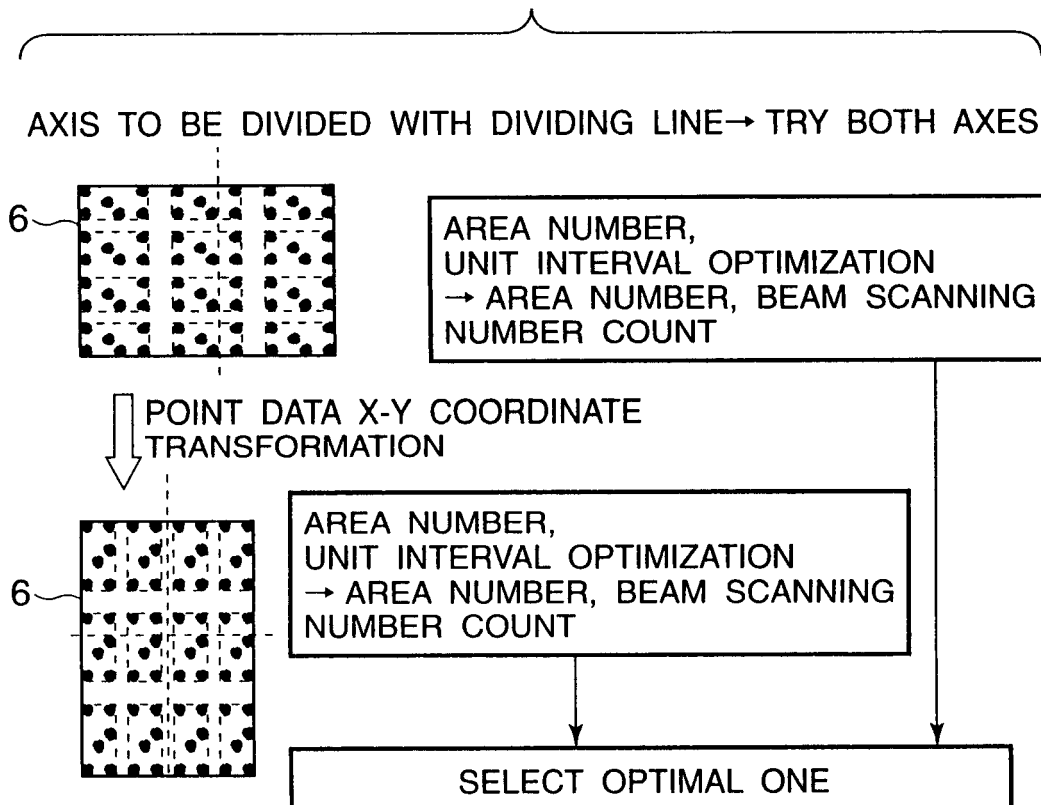 AXIS TO BE DIVIDED WITH DIVIDING LINE→ TRY BOTH AXES
6
AREA NUMBER,
UNIT INTERVAL OPTIMIZATION
→ AREA NUMBER, BEAM SCANNING
NUMBER COUNT
POINT DATA X-Y COORDINATE
TRANSFORMATION
6
AREA NUMBER,
UNIT INTERVAL OPTIMIZATION
→ AREA NUMBER, BEAM SCANNING
NUMBER COUNT
SELECT OPTIMAL ONE